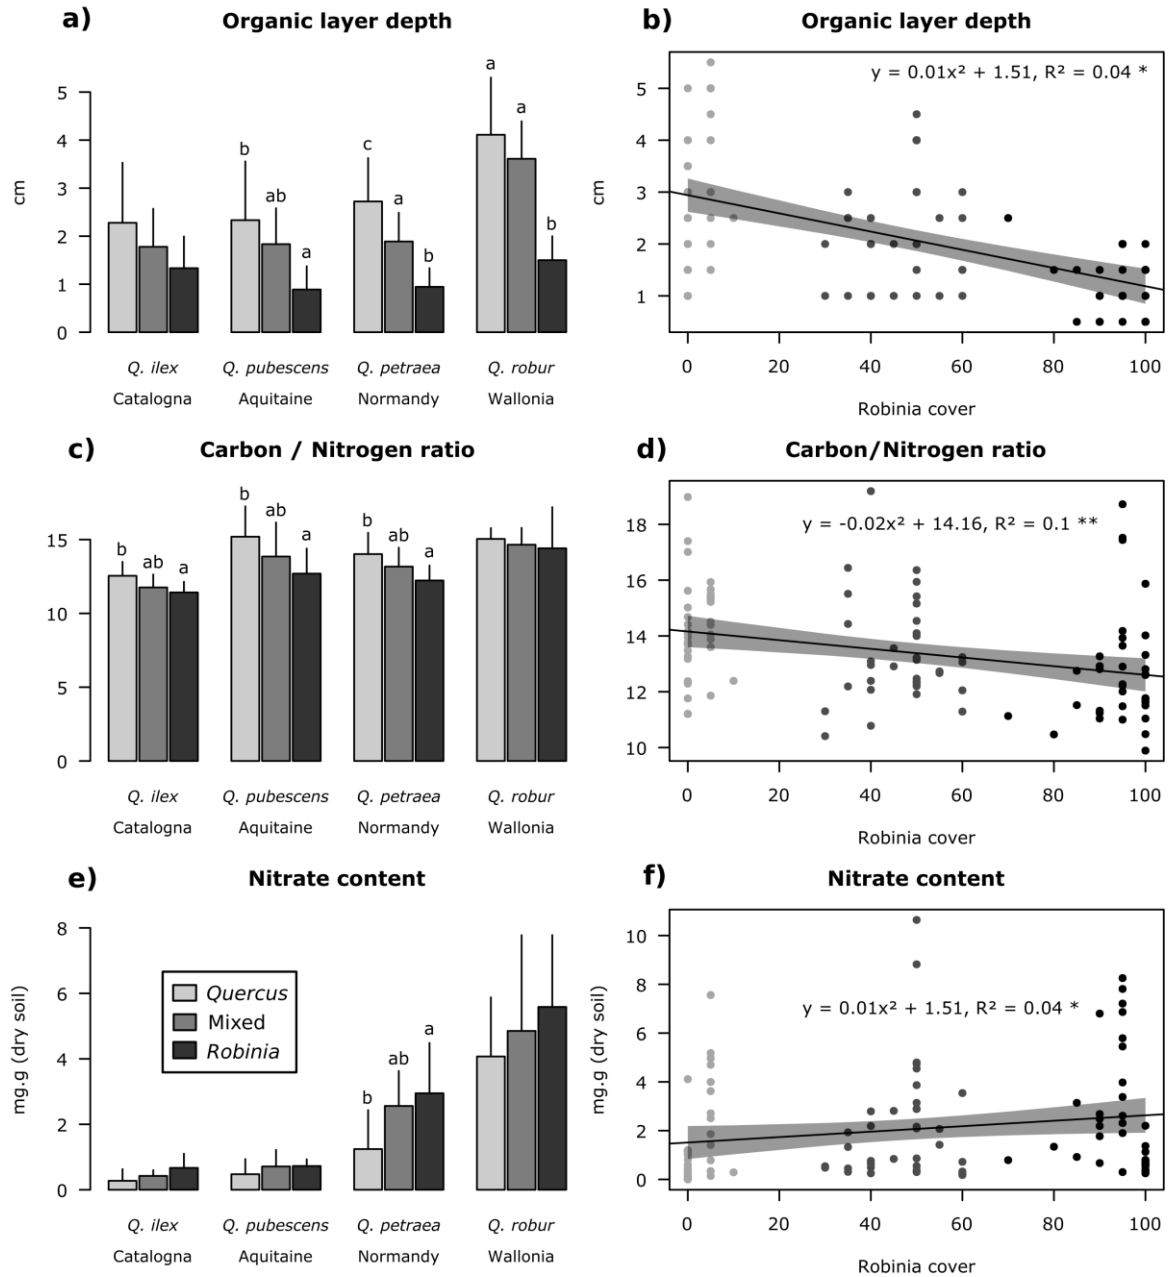 a) Organic layer depth
cm
5
4
3
2
1
0
b
ab
a
c
a
b
a
a
b
Q. ilex Q. pubescens Q. petraea Q. robur
Catalogna Aquitaine Normandy Wallonia
b) Organic layer depth
y = 0.01x² + 1.51, R² = 0.04 *
cm
5
4
3
2
1
0 20 40 60 80 100
Robinia cover
c) Carbon / Nitrogen ratio
15
10
5
0
b ab a
b
ab
a
b
ab
a
Q. ilex Q. pubescens Q. petraea Q. robur
Catalogna Aquitaine Normandy Wallonia
d) Carbon/Nitrogen ratio
y = -0.02x² + 14.16, R² = 0.1 **
18
16
14
12
10
0 20 40 60 80 100
Robinia cover
e) Nitrate content
mg.g (dry soil)
8
6
4
2
0
Quercus
Mixed
Robinia
b
ab
a
Q. ilex Q. pubescens Q. petraea Q. robur
Catalogna Aquitaine Normandy Wallonia
f) Nitrate content
mg.g (dry soil)
y = 0.01x² + 1.51, R² = 0.04 *
10
8
6
4
2
0
0 20 40 60 80 100
Robinia cover